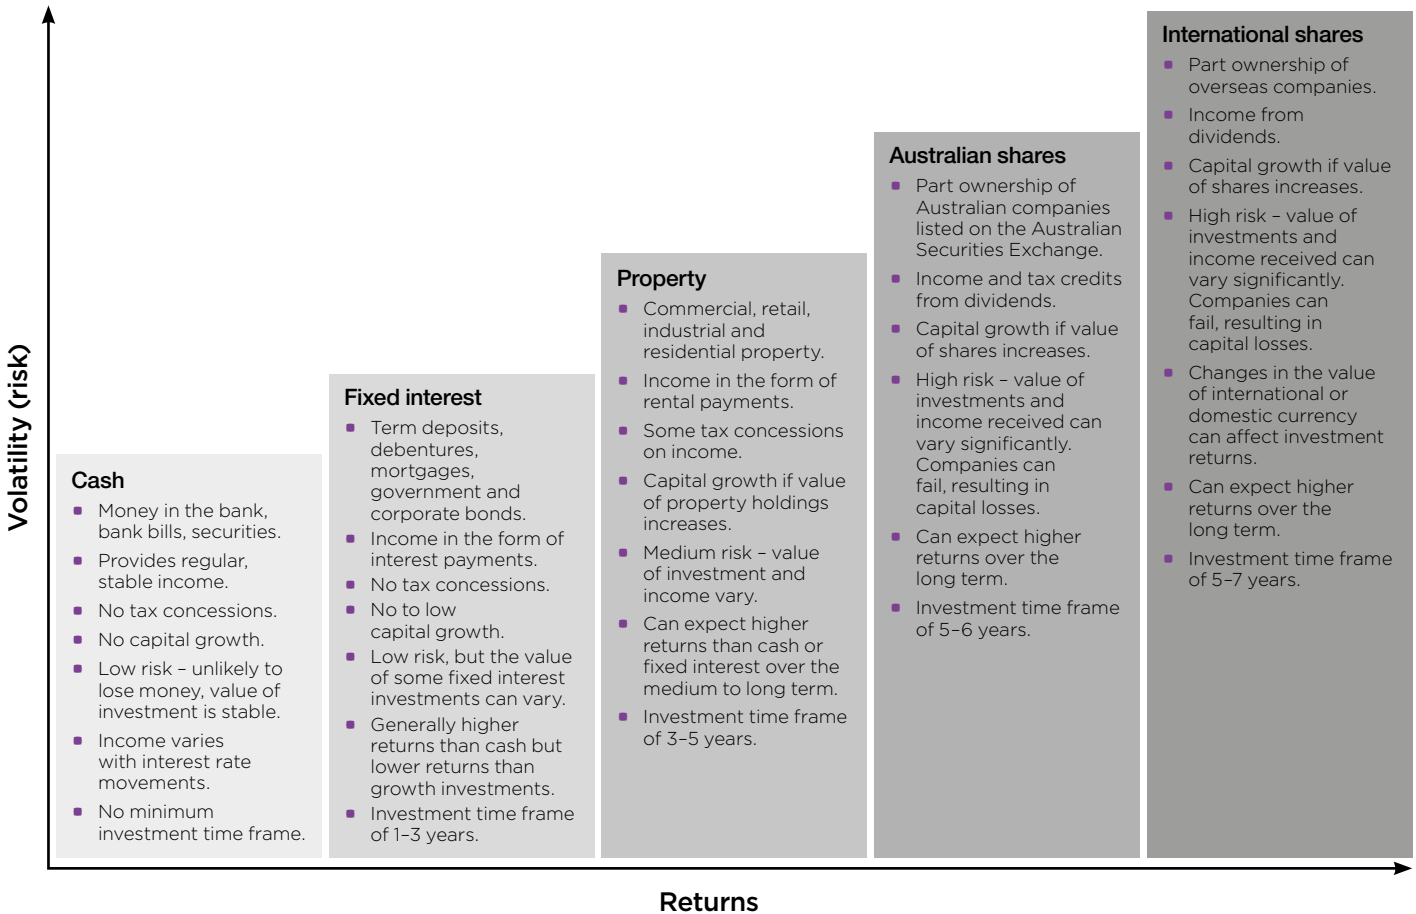 Volatility (risk)
Cash
Money in the bank,
bank bills, securities.
Provides regular,
stable income.
No tax concessions.
No capital growth.
Low risk – unlikely to
lose money, value of
investment is stable.
Income varies
with interest rate
movements.
No minimum
investment time frame.
Fixed interest
Term deposits,
debentures,
mortgages,
government and
corporate bonds.
Income in the form of
interest payments.
No tax concessions.
No to low
capital growth.
Low risk, but the value
of some fixed interest
investments can vary.
Generally higher
returns than cash but
lower returns than
growth investments.
Investment time frame
of 1–3 years.
Property
Commercial, retail,
industrial and
residential property.
Income in the form of
rental payments.
Some tax concessions
on income.
Capital growth if value
of property holdings
increases.
Medium risk – value
of investment and
income vary.
Can expect higher
returns than cash or
fixed interest over the
medium to long term.
Investment time frame
of 3–5 years.
Australian shares
Part ownership of
Australian companies
listed on the Australian
Securities Exchange.
Income and tax credits
from dividends.
Capital growth if value
of shares increases.
High risk – value of
investments and
income received can
vary significantly.
Companies can
fail, resulting in
capital losses.
Can expect higher
returns over the
long term.
Investment time frame
of 5–6 years.
International shares
Part ownership of
overseas companies.
Income from
dividends.
Capital growth if value
of shares increases.
High risk – value of
investments and
income received can
vary significantly.
Companies can
fail, resulting in
capital losses.
Changes in the value
of international or
domestic currency
can affect investment
returns.
Can expect higher
returns over the
long term.
Investment time frame
of 5–7 years.
Returns